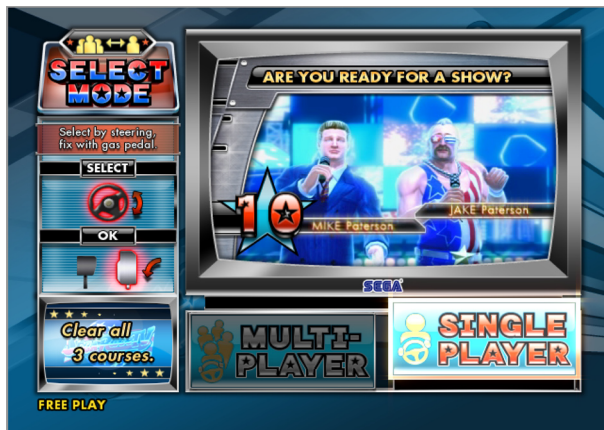 SELECT
MODE
ARE YOU READY FOR A SHOW?
Select by steering,
fix with gas pedal.
SELECT
OK
10
MIKE Paterson
JAKE Paterson
SEGA
Clear all
3 courses.
MULTI-
PLAYER
SINGLE
PLAYER
FREE PLAY